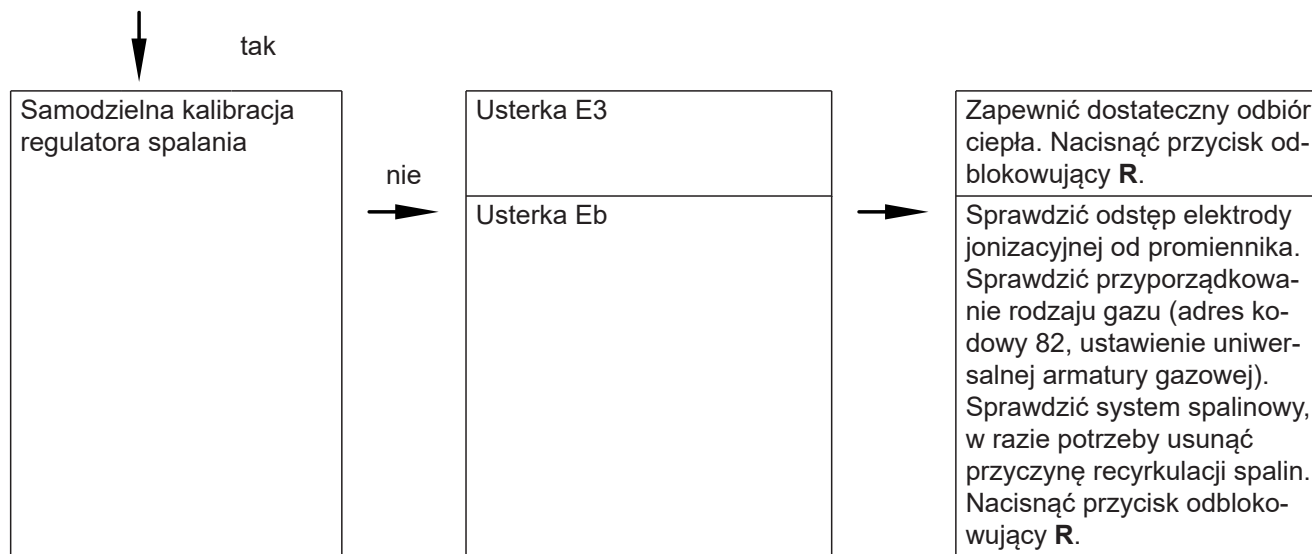 tak
Samodzielna kalibracja
regulatora spalania
nie
Usterka E3
Zapewnić dostateczny odbiór
ciepła. Nacisnąć przycisk od-
blokowujący R.
Usterka Eb
Sprawdzić odstęp elektrody
jonizacyjnej od promiennika.
Sprawdzić przyporządkowa-
nie rodzaju gazu (adres ko-
dowy 82, ustawienie uniwer-
salnej armatury gazowej).
Sprawdzić system spalinowy,
w razie potrzeby usunąć
przyczynę recyrkulacji spalin.
Nacisnąć przycisk odbloko-
wujący R.